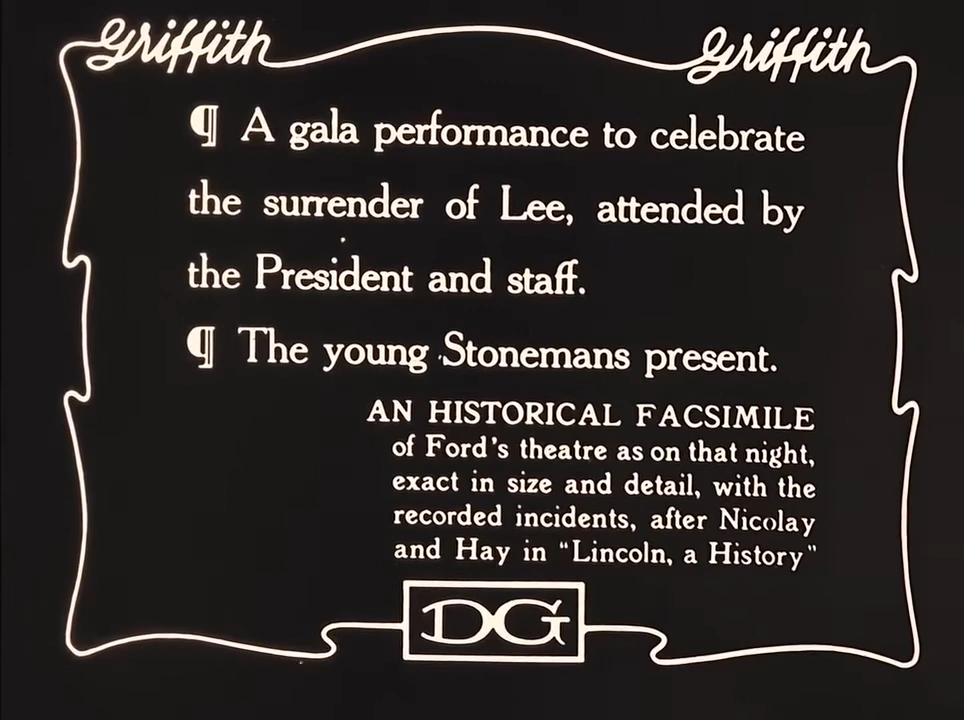 Griffith Griffith
¶ A gala performance to celebrate
the surrender of Lee, attended by
the President and staff.
¶ The young Stonemans present.
AN HISTORICAL FACSIMILE
of Ford's theatre as on that night,
exact in size and detail, with the
recorded incidents, after Nicolay
and Hay in "Lincoln, a History"
DG